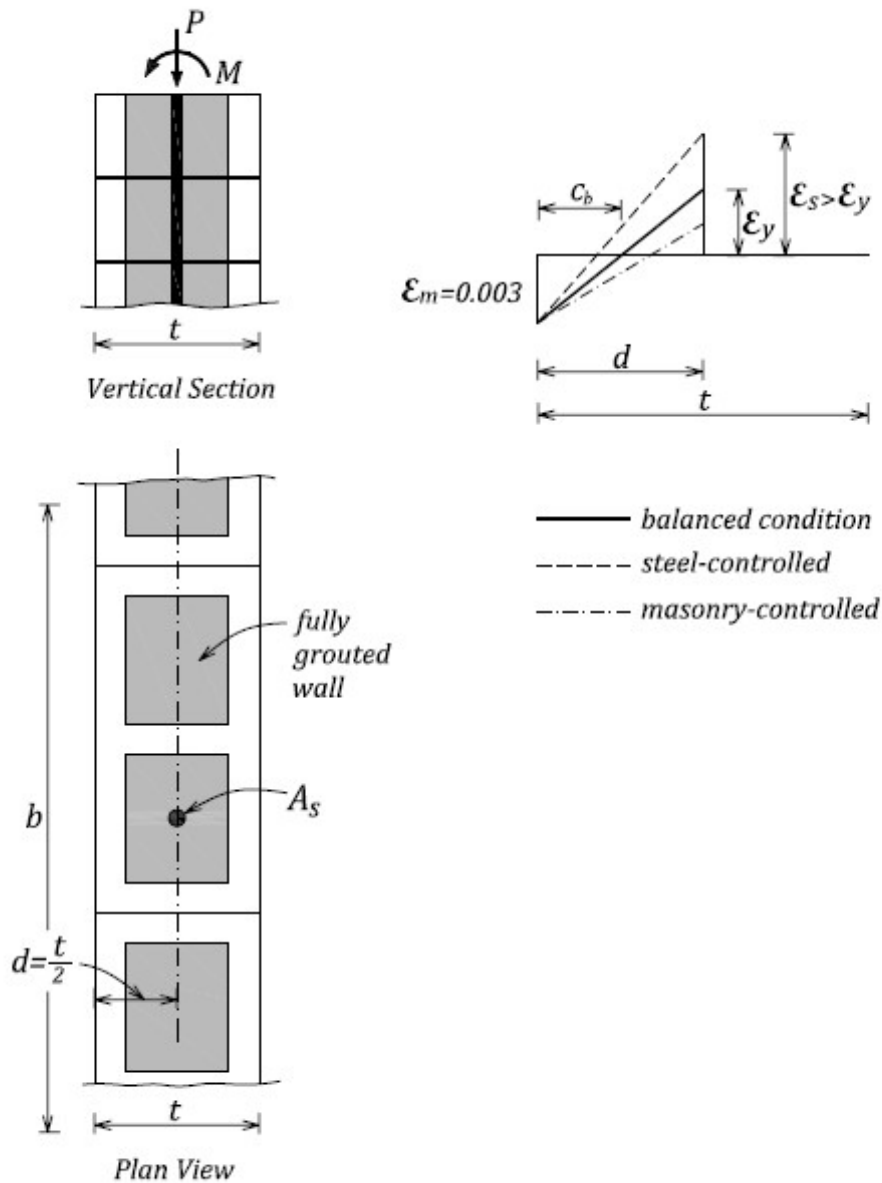 P
M
t
Vertical Section
c_b
ε_y
ε_s>ε_y
ε_m=0.003
d
t
balanced condition
steel-controlled
masonry-controlled
fully
grouted
wall
A_s
b
d=t/2
t
Plan View